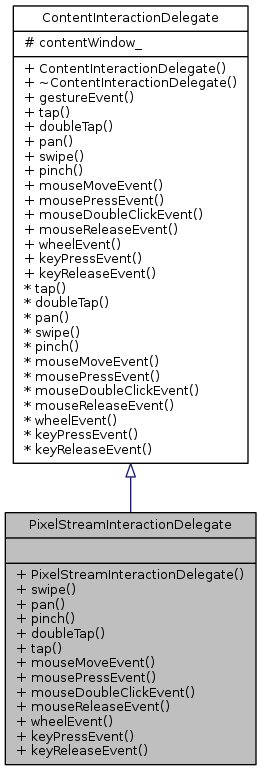 ContentInteractionDelegate
# contentWindow_
+ ContentInteractionDelegate()
+ ~ContentInteractionDelegate()
+ gestureEvent()
+ tap()
+ doubleTap()
+ pan()
+ swipe()
+ pinch()
+ mouseMoveEvent()
+ mousePressEvent()
+ mouseDoubleClickEvent()
+ mouseReleaseEvent()
+ wheelEvent()
+ keyPressEvent()
+ keyReleaseEvent()
* tap()
* doubleTap()
* pan()
* swipe()
* pinch()
* mouseMoveEvent()
* mousePressEvent()
* mouseDoubleClickEvent()
* mouseReleaseEvent()
* wheelEvent()
* keyPressEvent()
* keyReleaseEvent()
PixelStreamInteractionDelegate
+ PixelStreamInteractionDelegate()
+ swipe()
+ pan()
+ pinch()
+ doubleTap()
+ tap()
+ mouseMoveEvent()
+ mousePressEvent()
+ mouseDoubleClickEvent()
+ mouseReleaseEvent()
+ wheelEvent()
+ keyPressEvent()
+ keyReleaseEvent()